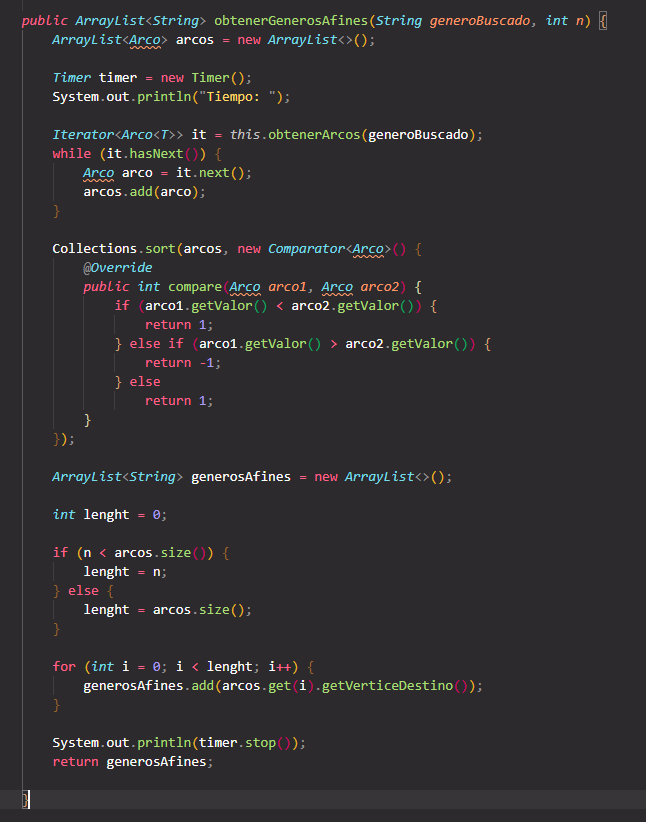 public ArrayList<String> obtenerGenerosAfines(String generoBuscado, int n) {
ArrayList<Arco> arcos = new ArrayList<>();
Timer timer = new Timer();
System.out.println("Tiempo: ");
Iterator<Arco<T>> it = this.obtenerArcos(generoBuscado);
while (it.hasNext()) {
Arco arco = it.next();
arcos.add(arco);
}
Collections.sort(arcos, new Comparator<Arco>() {
@Override
public int compare(Arco arco1, Arco arco2) {
if (arco1.getValor() < arco2.getValor()) {
return 1;
} else if (arco1.getValor() > arco2.getValor()) {
return -1;
} else
return 1;
}
});
ArrayList<String> generosAfines = new ArrayList<>();
int lenght = 0;
if (n < arcos.size()) {
lenght = n;
} else {
lenght = arcos.size();
}
for (int i = 0; i < lenght; i++) {
generosAfines.add(arcos.get(i).getVerticeDestino());
}
System.out.println(timer.stop());
return generosAfines;
}